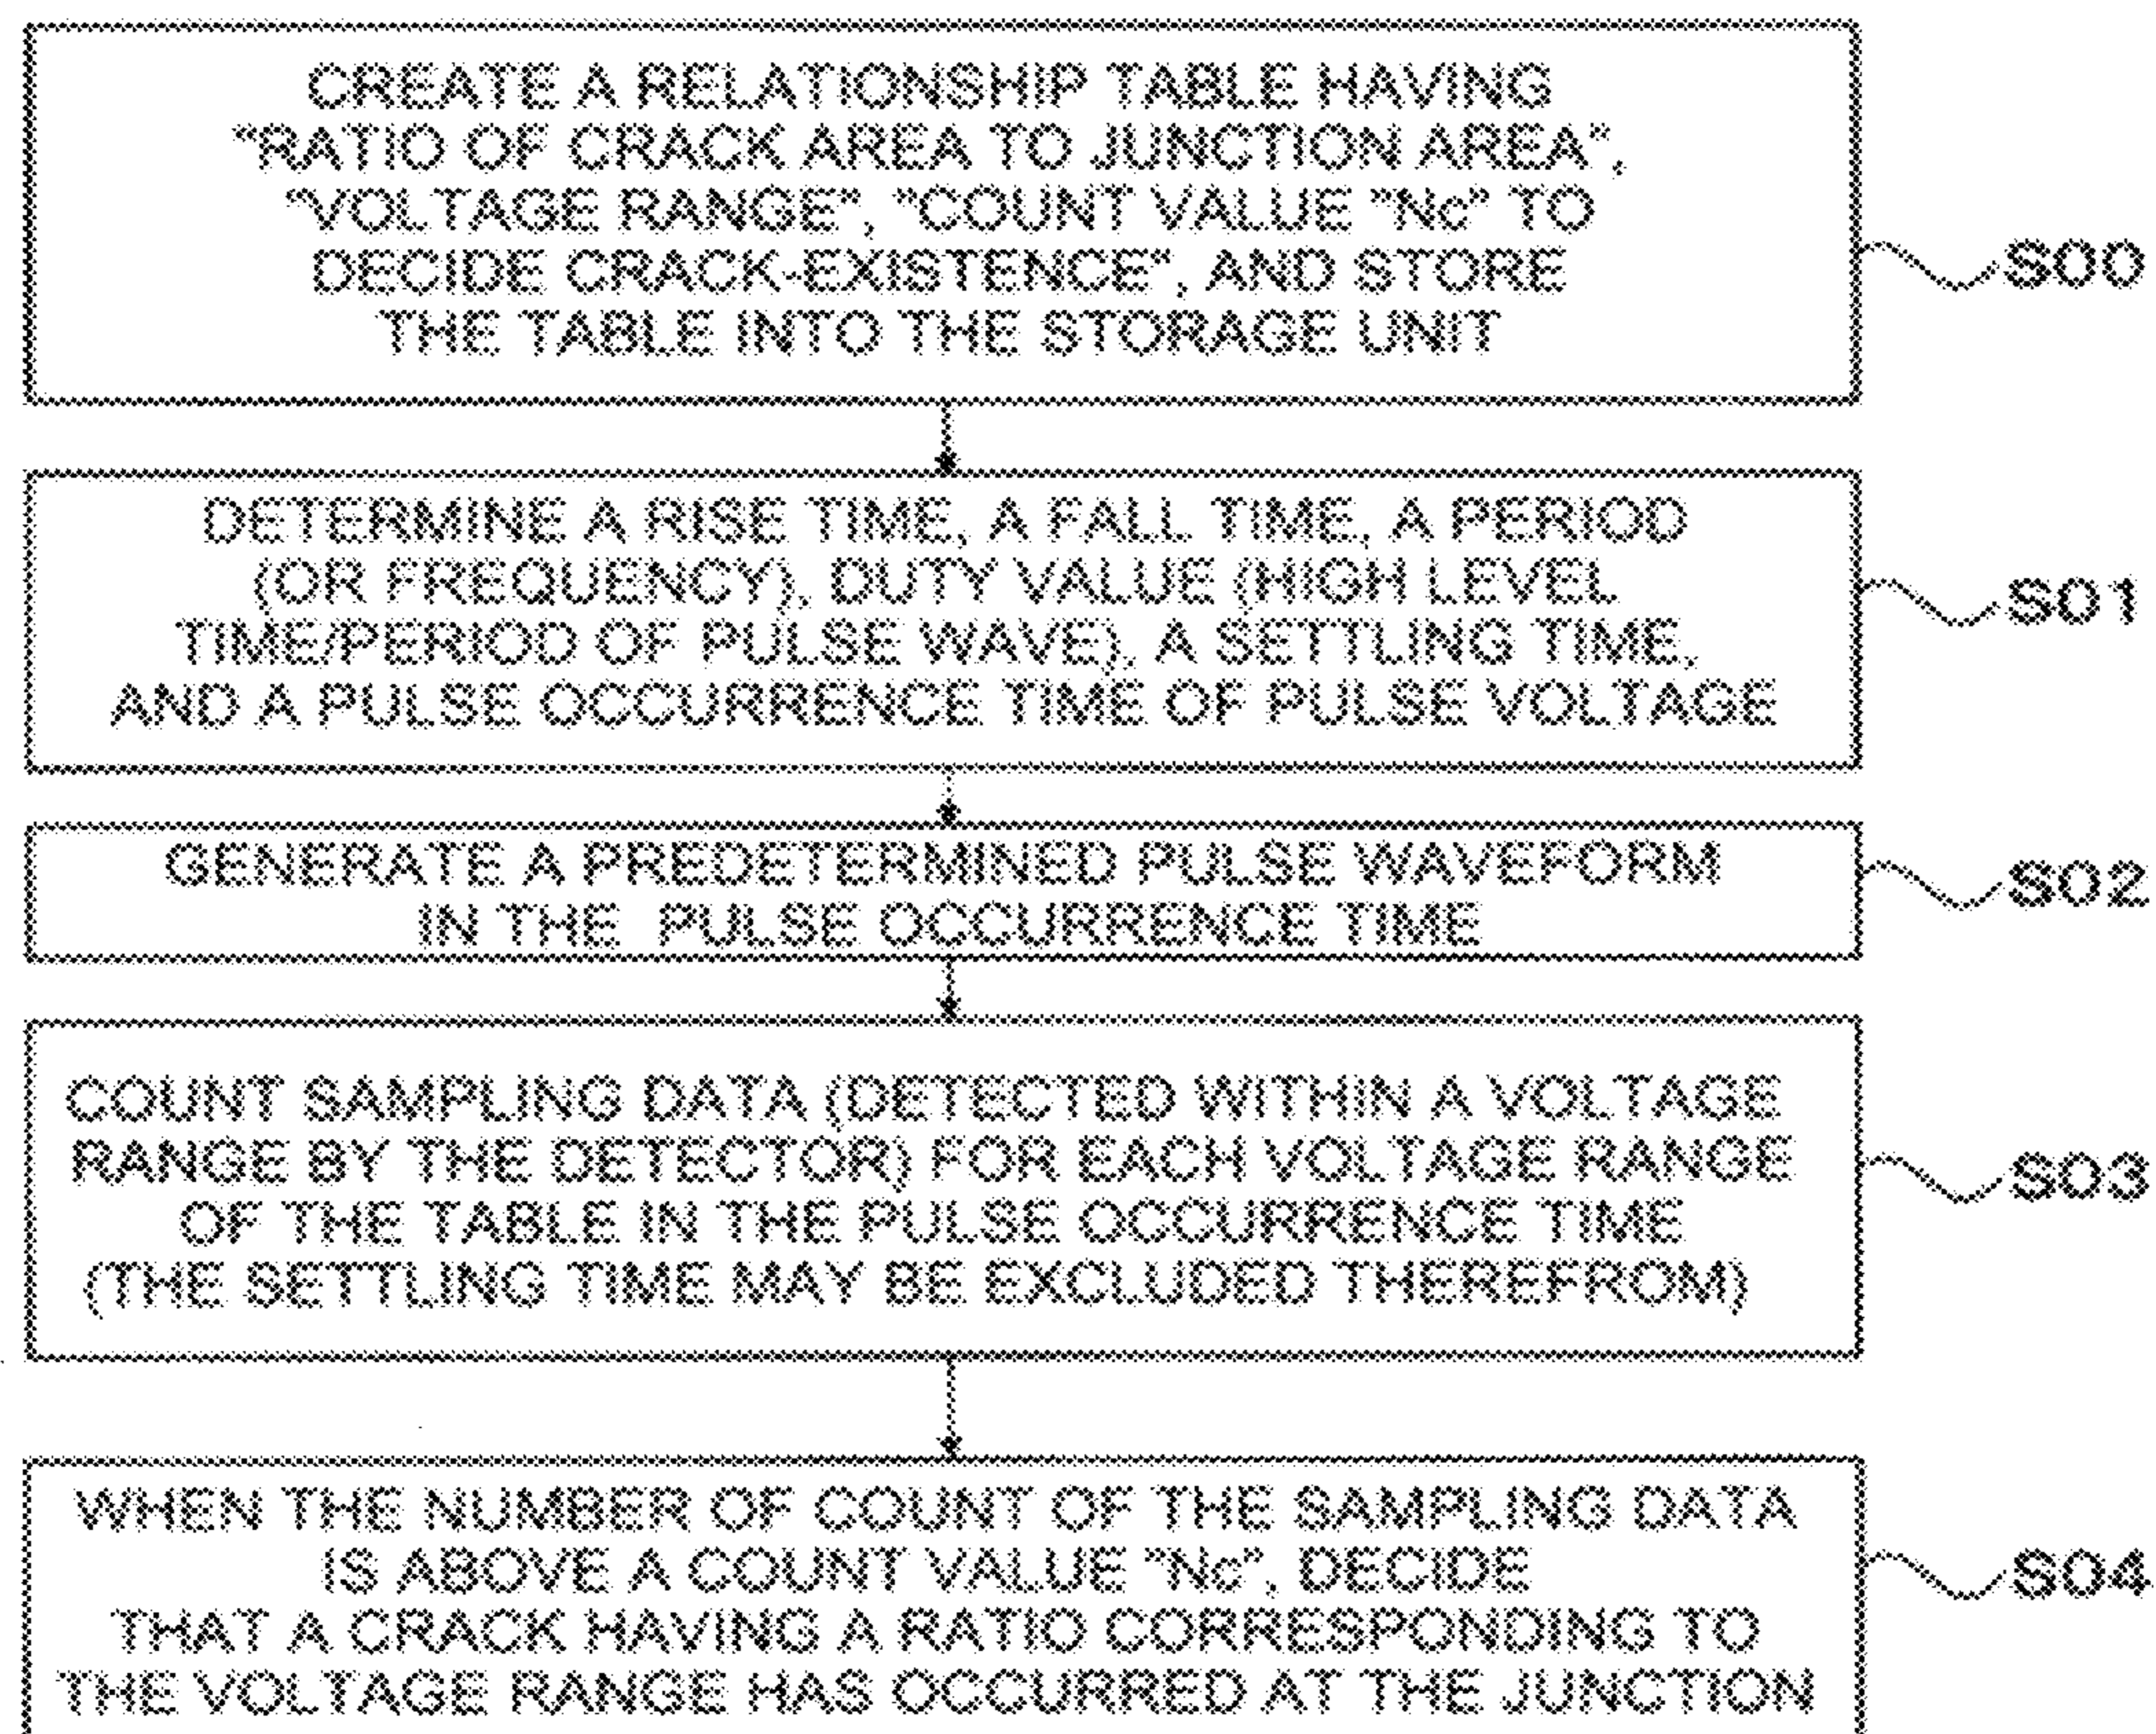 CREATE A RELATIONSHIP TABLE HAVING
"RATIO OF CRACK AREA TO JUNCTION AREA",
"VOLTAGE RANGE", "COUNT VALUE "Nc" TO
DECIDE CRACK-EXISTENCE", AND STORE
THE TABLE INTO THE STORAGE UNIT
S00
DETERMINE A RISE TIME, A FALL TIME, A PERIOD
(OR FREQUENCY), DUTY VALUE (HIGH LEVEL
TIME/PERIOD OF PULSE WAVE), A SETTLING TIME,
AND A PULSE OCCURRENCE TIME OF PULSE VOLTAGE
S01
GENERATE A PREDETERMINED PULSE WAVEFORM
IN THE PULSE OCCURRENCE TIME
S02
COUNT SAMPLING DATA (DETECTED WITHIN A VOLTAGE
RANGE BY THE DETECTOR) FOR EACH VOLTAGE RANGE
OF THE TABLE IN THE PULSE OCCURRENCE TIME
(THE SETTLING TIME MAY BE EXCLUDED THEREFROM)
S03
WHEN THE NUMBER OF COUNT OF THE SAMPLING DATA
IS ABOVE A COUNT VALUE "Nc", DECIDE
THAT A CRACK HAVING A RATIO CORRESPONDING TO
THE VOLTAGE RANGE HAS OCCURRED AT THE JUNCTION
S04